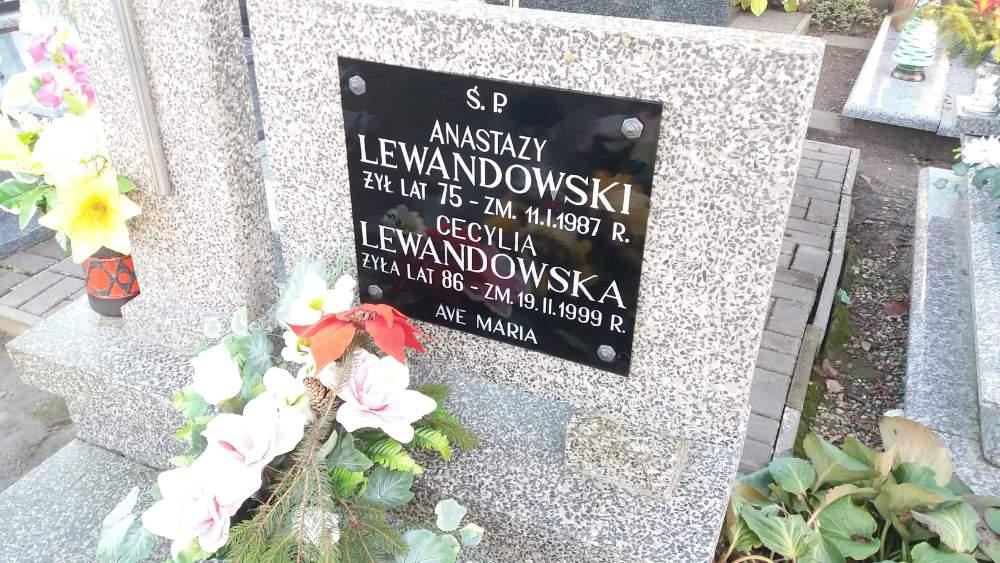 Ś. P.
ANASTAZY
LEWANDOWSKI
ŻYŁ LAT 75 - ZM. 11.I.1987 R.
CECYLIA
LEWANDOWSKA
ŻYŁA LAT 86 - ZM. 19.II.1999 R.
AVE MARIA